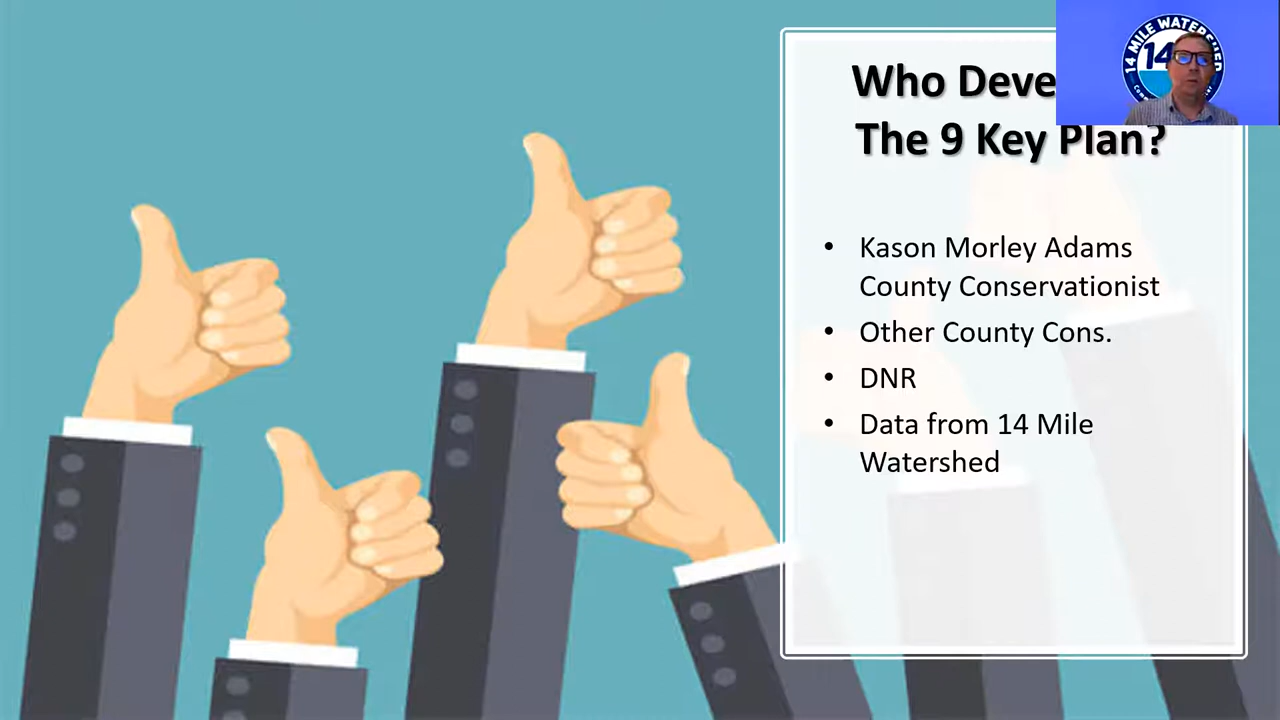 Who Deve
The 9 Key Plan?
14 MILE WATERSHED
14
• Kason Morley Adams
County Conservationist
• Other County Cons.
• DNR
• Data from 14 Mile
Watershed